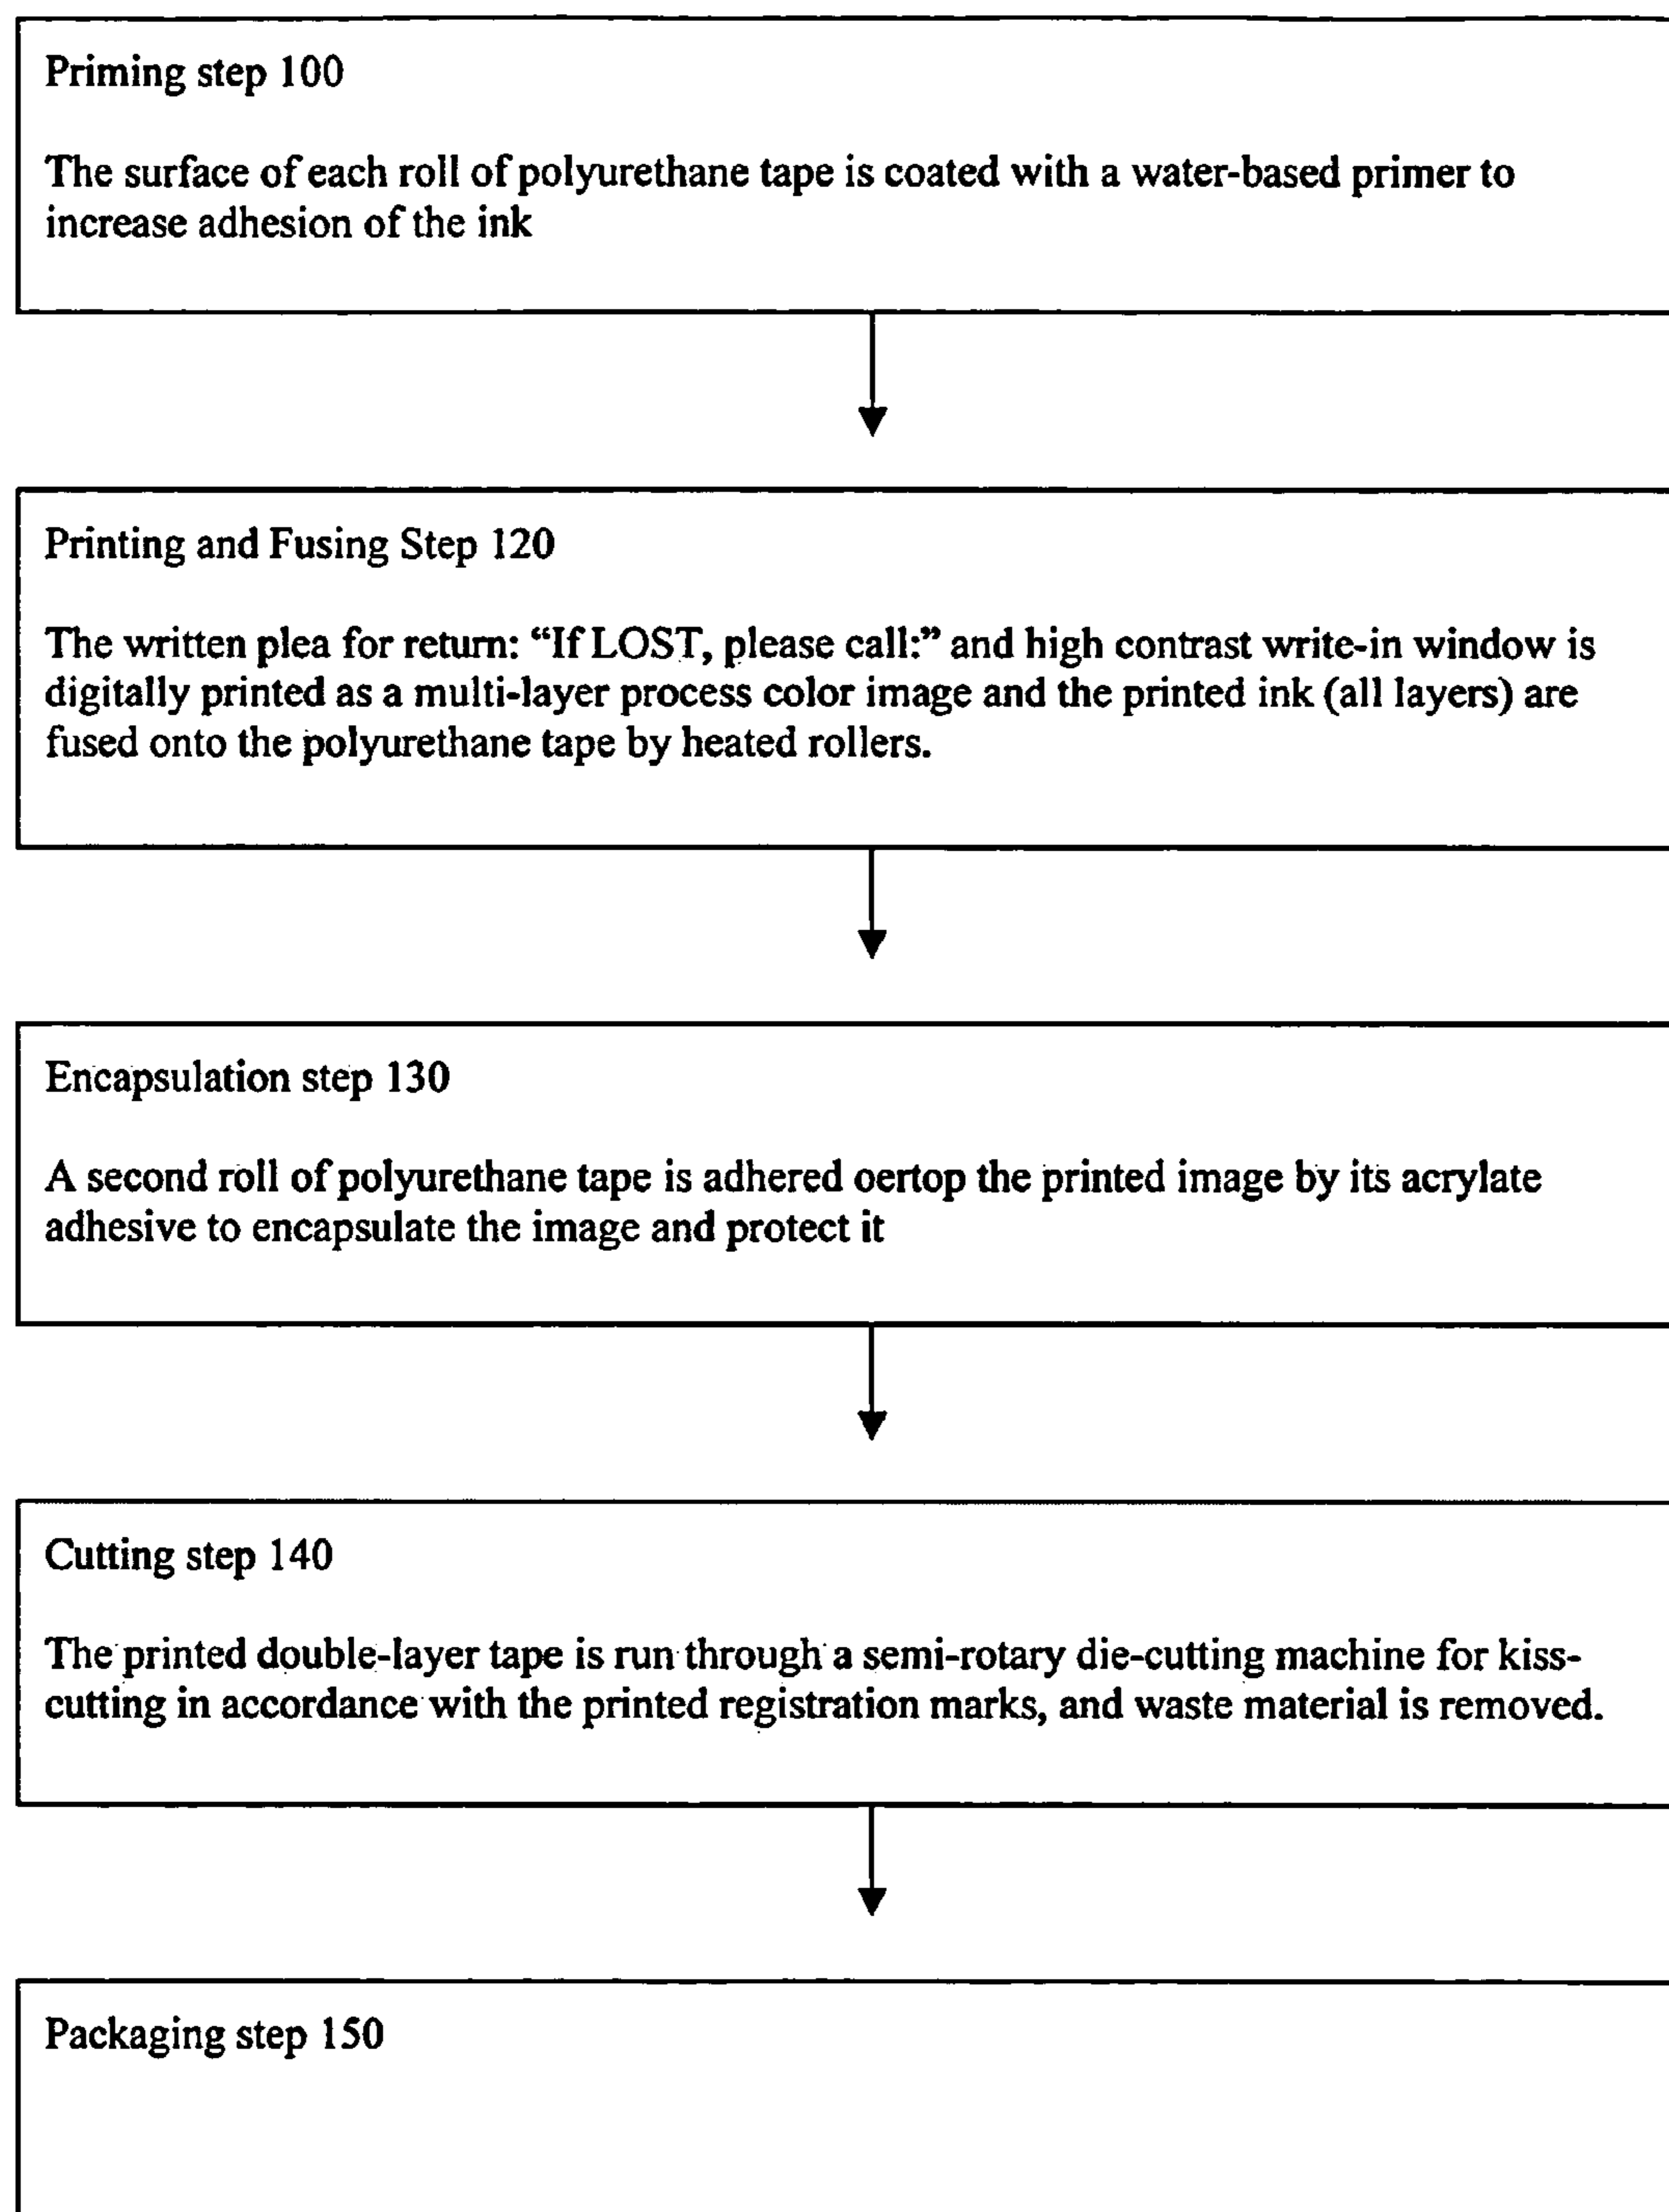 Priming step 100
The surface of each roll of polyurethane tape is coated with a water-based primer to
increase adhesion of the ink
Printing and Fusing Step 120
The written plea for return: “If LOST, please call:” and high contrast write-in window is
digitally printed as a multi-layer process color image and the printed ink (all layers) are
fused onto the polyurethane tape by heated rollers.
Encapsulation step 130
A second roll of polyurethane tape is adhered oertop the printed image by its acrylate
adhesive to encapsulate the image and protect it
Cutting step 140
The printed double-layer tape is run through a semi-rotary die-cutting machine for kiss-
cutting in accordance with the printed registration marks, and waste material is removed.
Packaging step 150